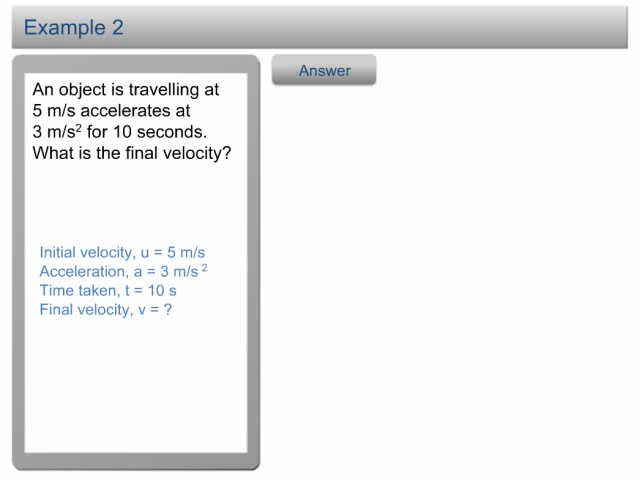 Example 2
An object is travelling at
5 m/s accelerates at
3 m/s² for 10 seconds.
What is the final velocity?
Initial velocity, u = 5 m/s
Acceleration, a = 3 m/s ²
Time taken, t = 10 s
Final velocity, v = ?
Answer